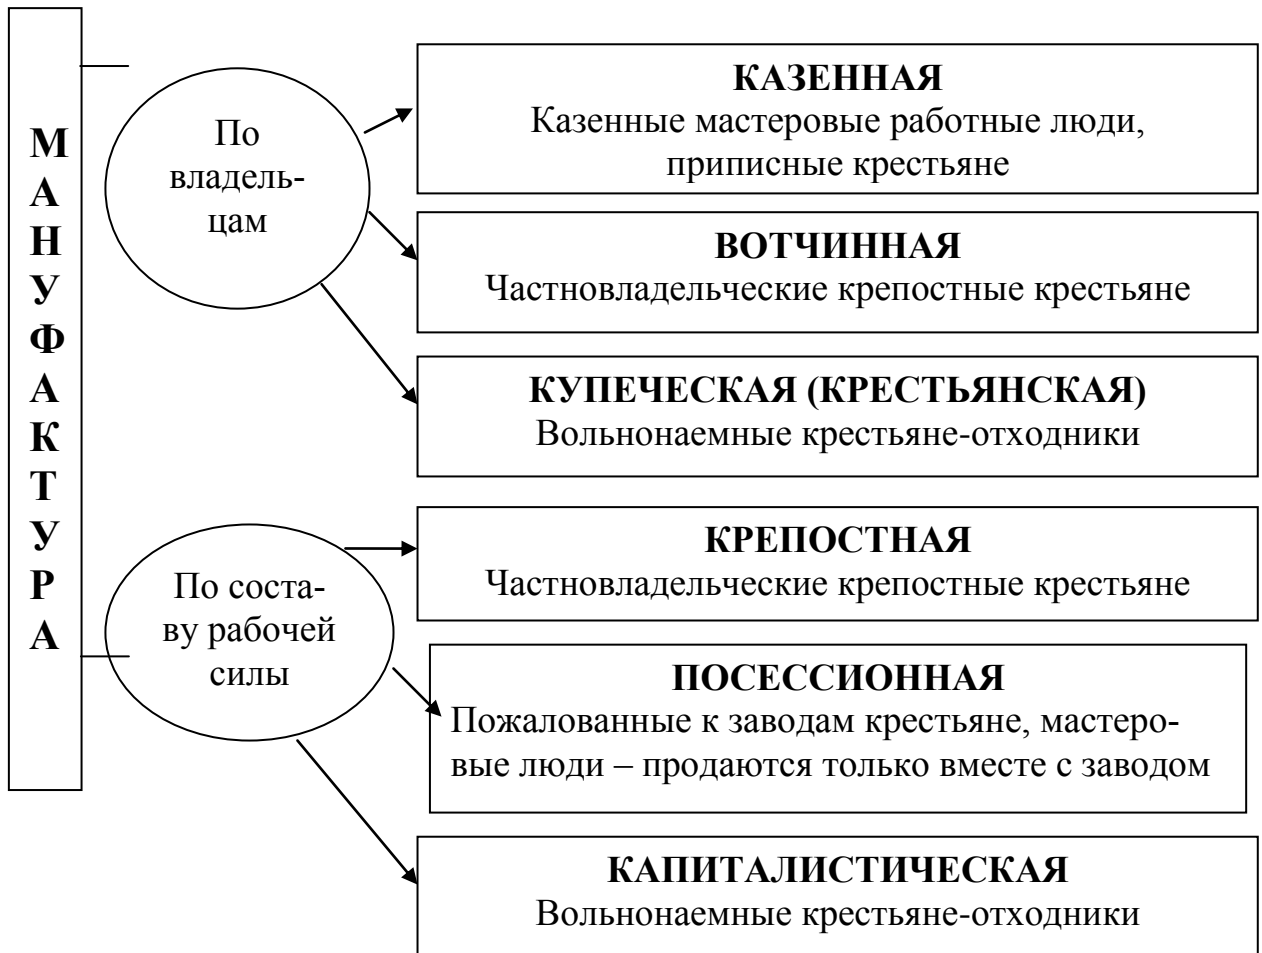 МАНУФАКТУРА
По
владель-
цам
КАЗЕННАЯ
Казенные мастеровые работные люди,
приписные крестьяне
ВОТЧИННАЯ
Частновладельческие крепостные крестьяне
КУПЕЧЕСКАЯ (КРЕСТЬЯНСКАЯ)
Вольнонаемные крестьяне-отходники
По соста-
ву рабочей
силы
КРЕПОСТНАЯ
Частновладельческие крепостные крестьяне
ПОСЕССИОННАЯ
Пожалованные к заводам крестьяне, мастеро-
вые люди – продаются только вместе с заводом
КАПИТАЛИСТИЧЕСКАЯ
Вольнонаемные крестьяне-отходники